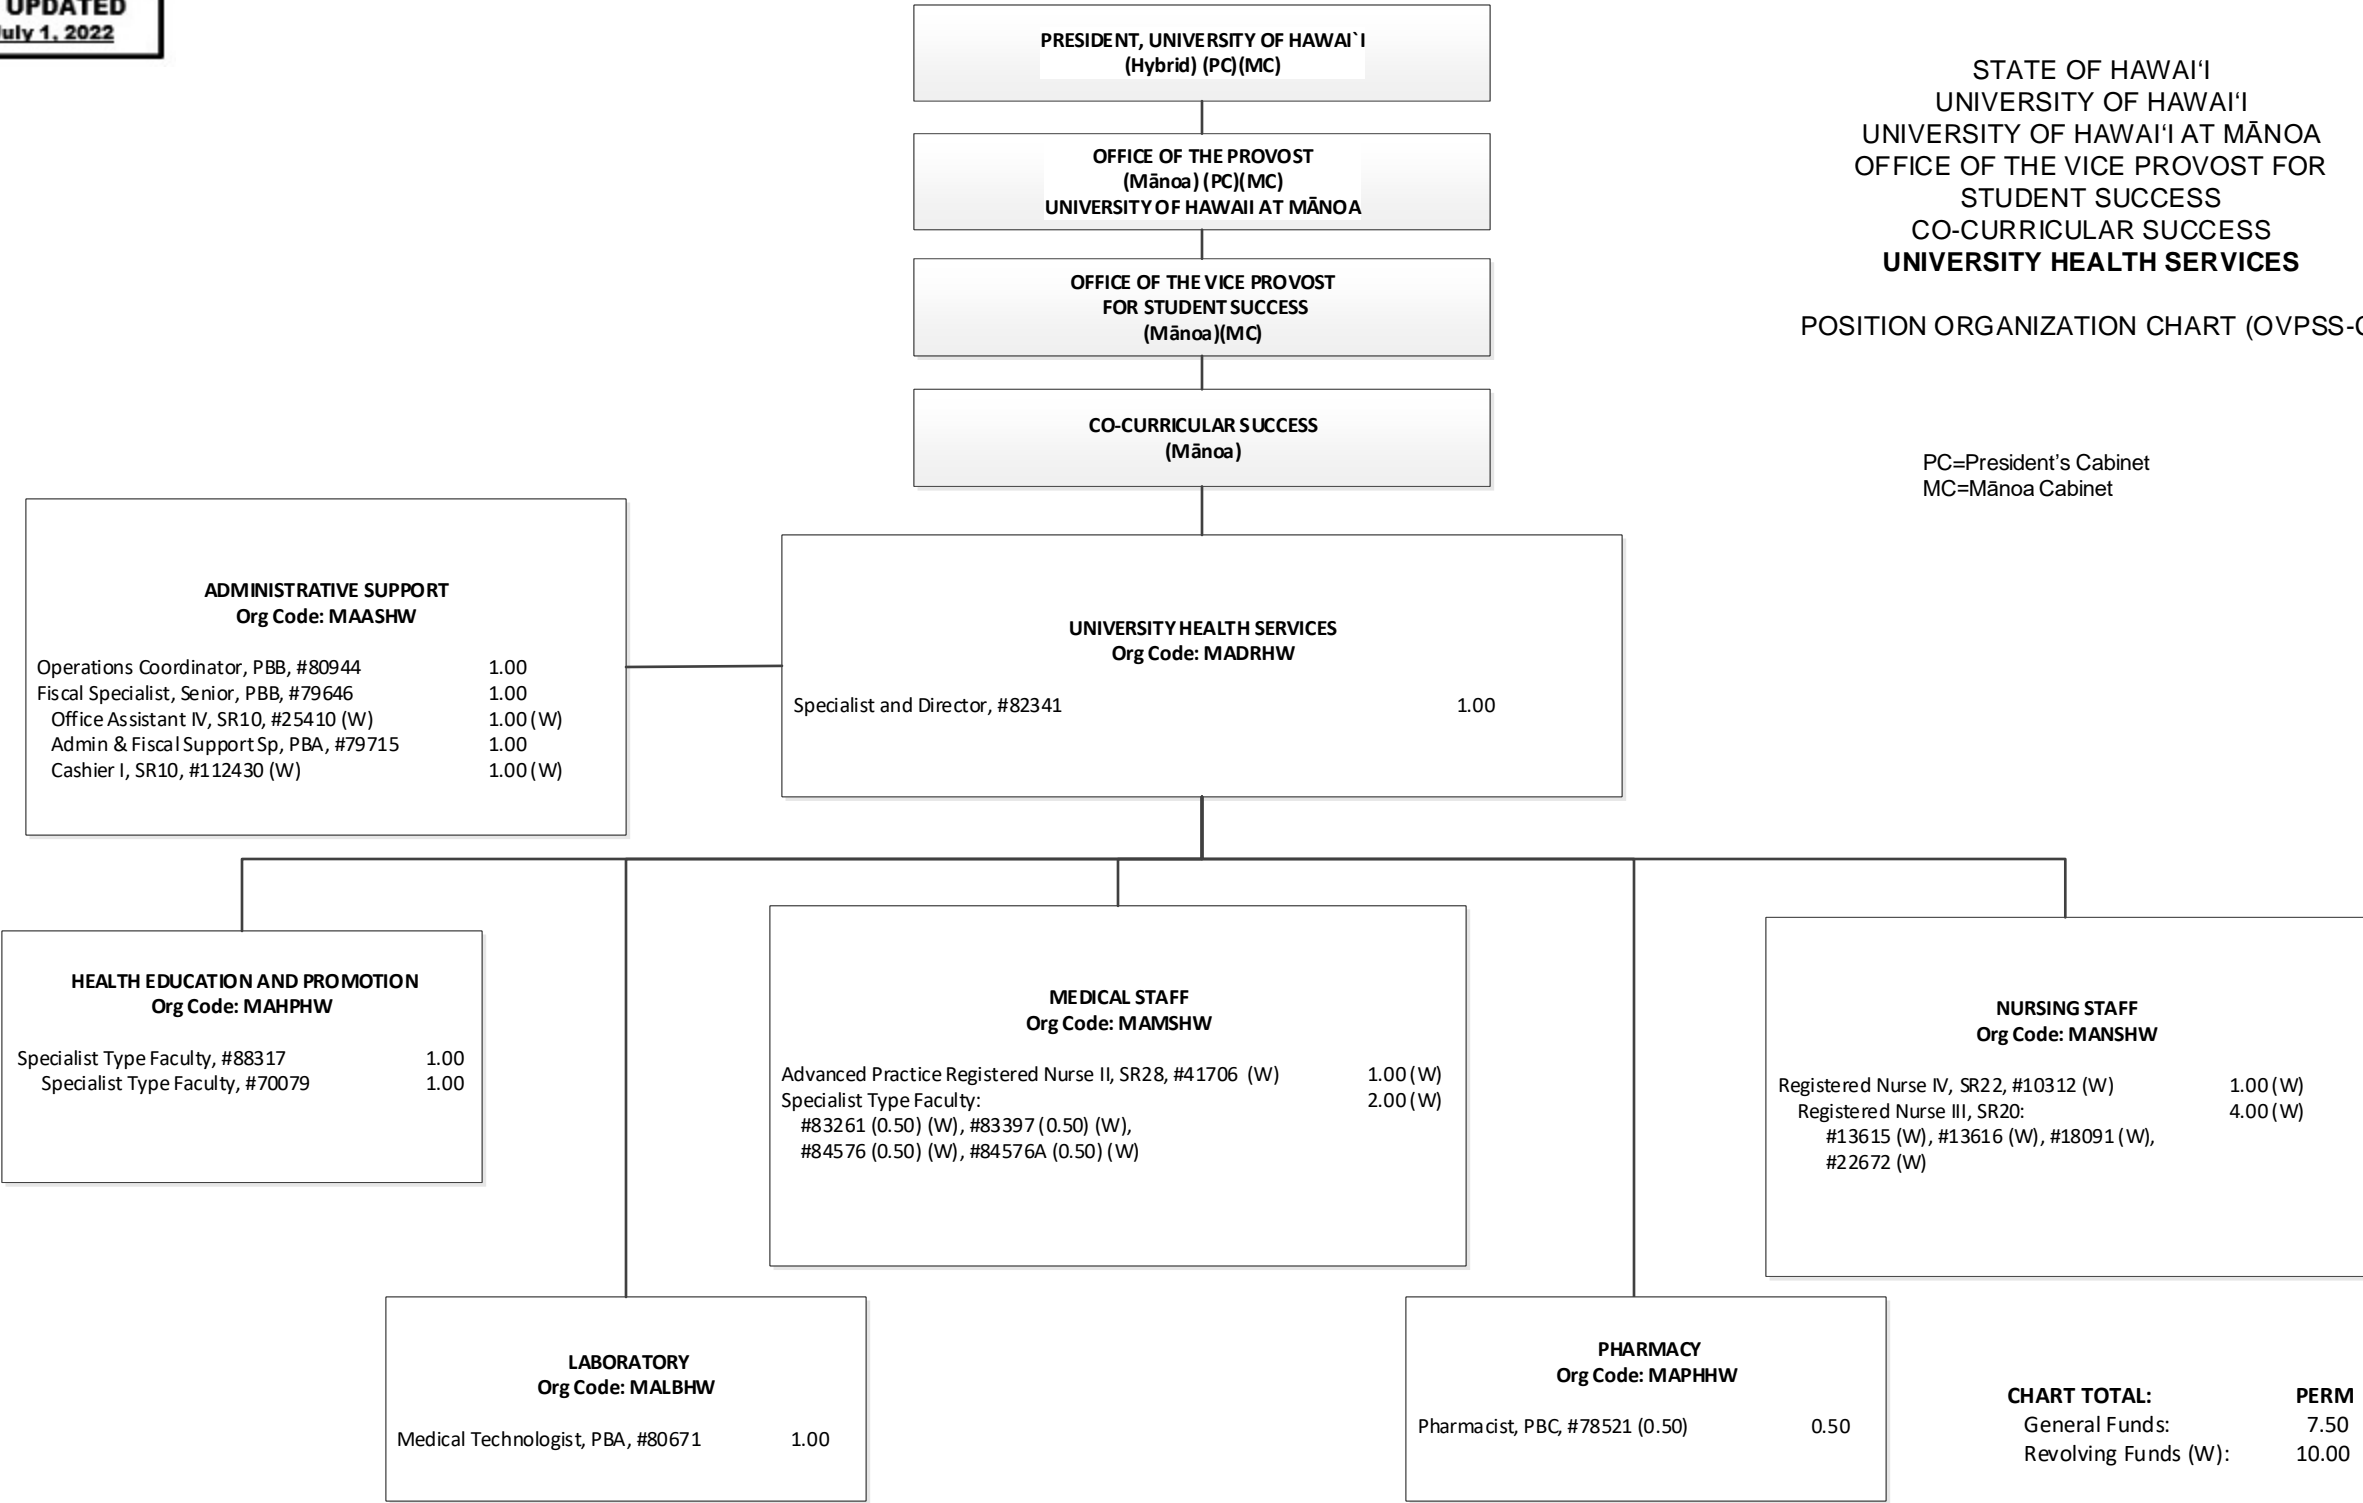 UPDATED
July 1, 2022
PRESIDENT, UNIVERSITY OF HAWAI`I
(Hybrid) (PC)(MC)
OFFICE OF THE PROVOST
(Mānoa) (PC)(MC)
UNIVERSITY OF HAWAII AT MĀNOA
OFFICE OF THE VICE PROVOST
FOR STUDENT SUCCESS
(Mānoa)(MC)
CO-CURRICULAR SUCCESS
(Mānoa)
STATE OF HAWAI‘I
UNIVERSITY OF HAWAI‘I
UNIVERSITY OF HAWAI‘I AT MĀNOA
OFFICE OF THE VICE PROVOST FOR
STUDENT SUCCESS
CO-CURRICULAR SUCCESS
UNIVERSITY HEALTH SERVICES
POSITION ORGANIZATION CHART (OVPSS-
PC=President’s Cabinet
MC=Mānoa Cabinet
ADMINISTRATIVE SUPPORT
Org Code: MAASHW
Operations Coordinator, PBB, #80944 1.00
Fiscal Specialist, Senior, PBB, #79646 1.00
Office Assistant IV, SR10, #25410 (W) 1.00 (W)
Admin & Fiscal Support Sp, PBA, #79715 1.00
Cashier I, SR10, #112430 (W) 1.00 (W)
UNIVERSITY HEALTH SERVICES
Org Code: MADRHW
Specialist and Director, #82341 1.00
HEALTH EDUCATION AND PROMOTION
Org Code: MAHPHW
Specialist Type Faculty, #88317 1.00
Specialist Type Faculty, #70079 1.00
MEDICAL STAFF
Org Code: MAMSHW
Advanced Practice Registered Nurse II, SR28, #41706 (W) 1.00 (W)
Specialist Type Faculty: 2.00 (W)
#83261 (0.50) (W), #83397 (0.50) (W),
#84576 (0.50) (W), #84576A (0.50) (W)
NURSING STAFF
Org Code: MANSHW
Registered Nurse IV, SR22, #10312 (W) 1.00 (W)
Registered Nurse III, SR20: 4.00 (W)
#13615 (W), #13616 (W), #18091 (W),
#22672 (W)
LABORATORY
Org Code: MALBHW
Medical Technologist, PBA, #80671 1.00
PHARMACY
Org Code: MAPHHW
Pharmacist, PBC, #78521 (0.50) 0.50
CHART TOTAL: PERM
General Funds: 7.50
Revolving Funds (W): 10.00